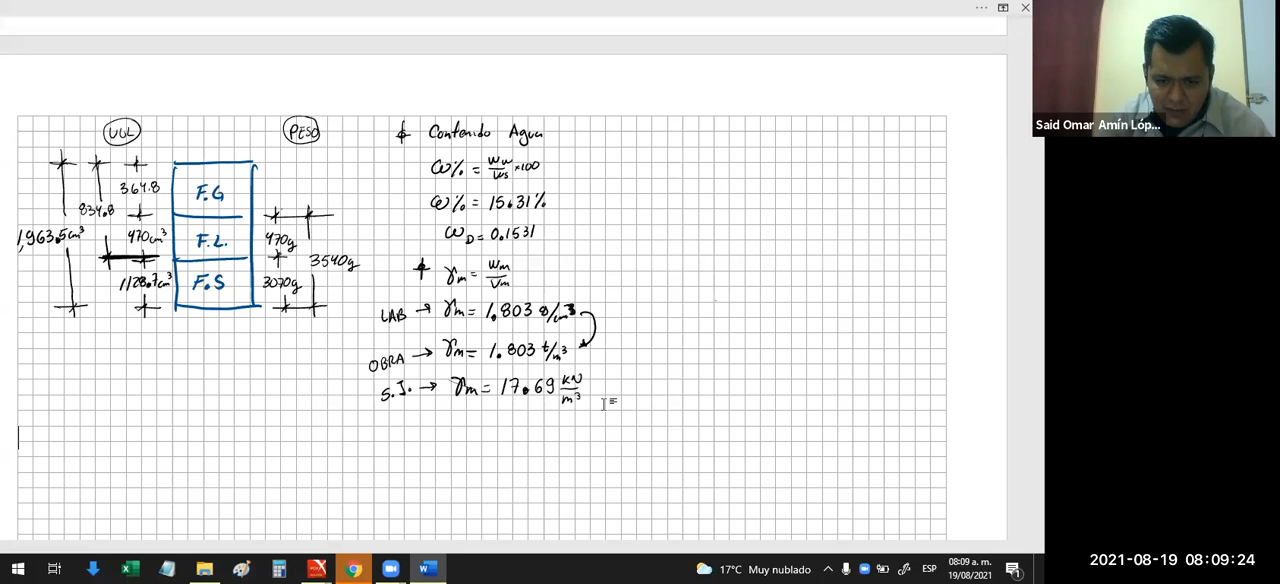 VOL
PESO
Contenido Agua
ω% = Ww/Ws ×100
364.8
F.G
834.8
ω% = 15.31%
1,963.5cm³
470cm³
F.L.
470g
ωD = 0.1531
3540g
1128.7cm³
F.S
3070g
γm = Wm/Vm
LAB → γm = 1.803 g/cm³
OBRA → γm = 1.803 t/m³
S.I. → γm = 17.69 KN/m³
Said Omar Amín Lóp...
17°C Muy nublado
ESP
08:09 a. m.
19/08/2021
1
2021-08-19 08:09:24